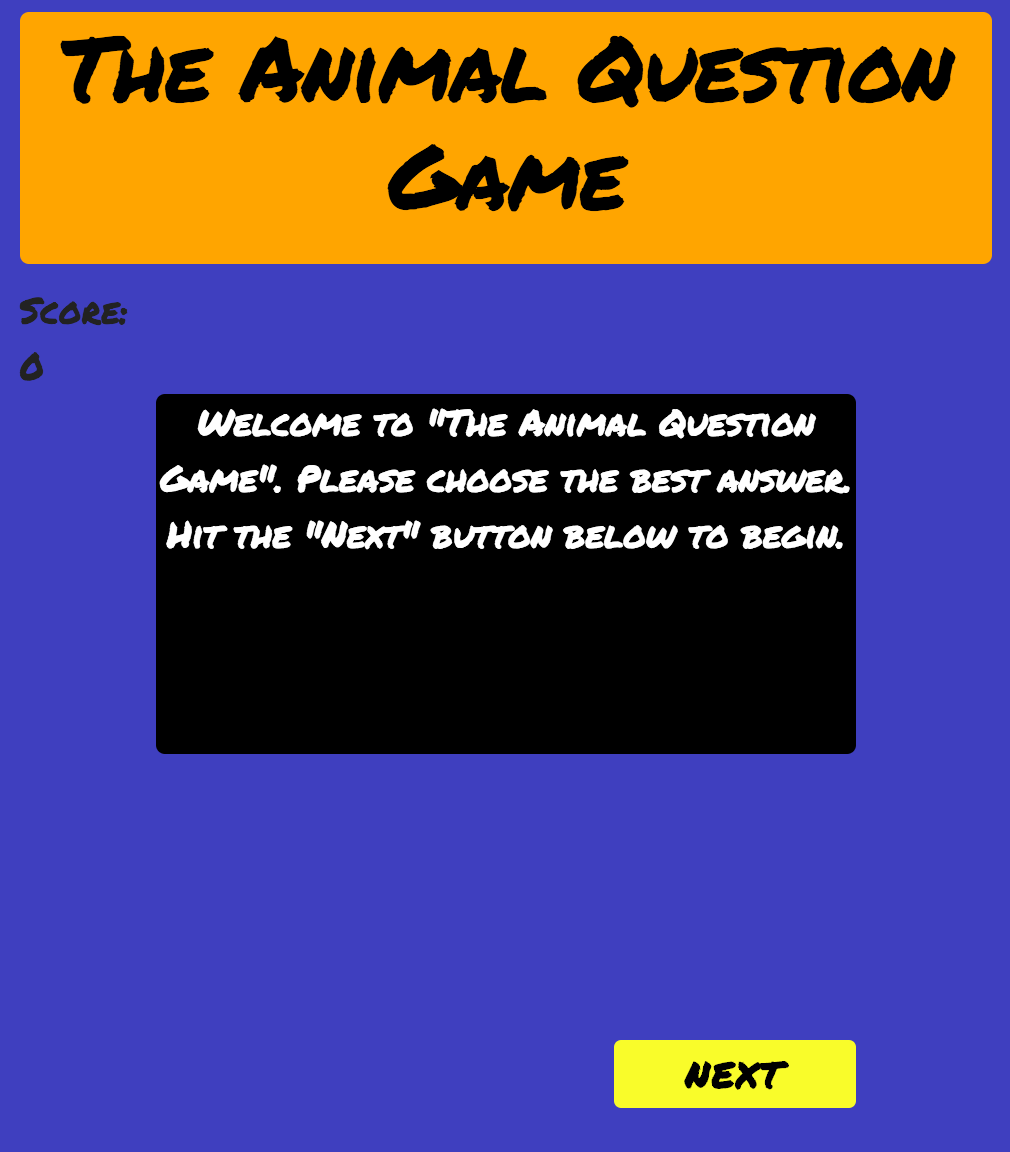 The Animal Question
Game
Score:
0
Welcome to "The Animal Question
Game". Please choose the best answer.
Hit the "Next" button below to begin.
NEXT